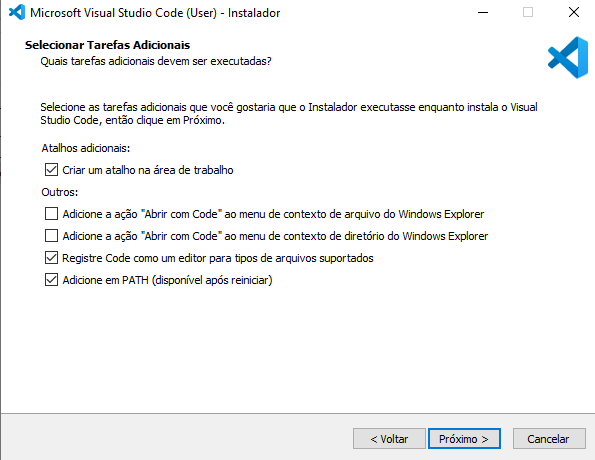 Microsoft Visual Studio Code (User) - Instalador
Selecionar Tarefas Adicionais
Quais tarefas adicionais devem ser executadas?
Selecione as tarefas adicionais que você gostaria que o Instalador executasse enquanto instala o Visual
Studio Code, então clique em Próximo.
Atalhos adicionais:
Criar um atalho na área de trabalho
Outros:
Adicione a ação "Abrir com Code" ao menu de contexto de arquivo do Windows Explorer
Adicione a ação "Abrir com Code" ao menu de contexto de diretório do Windows Explorer
Registre Code como um editor para tipos de arquivos suportados
Adicione em PATH (disponível após reiniciar)
< Voltar
Próximo >
Cancelar